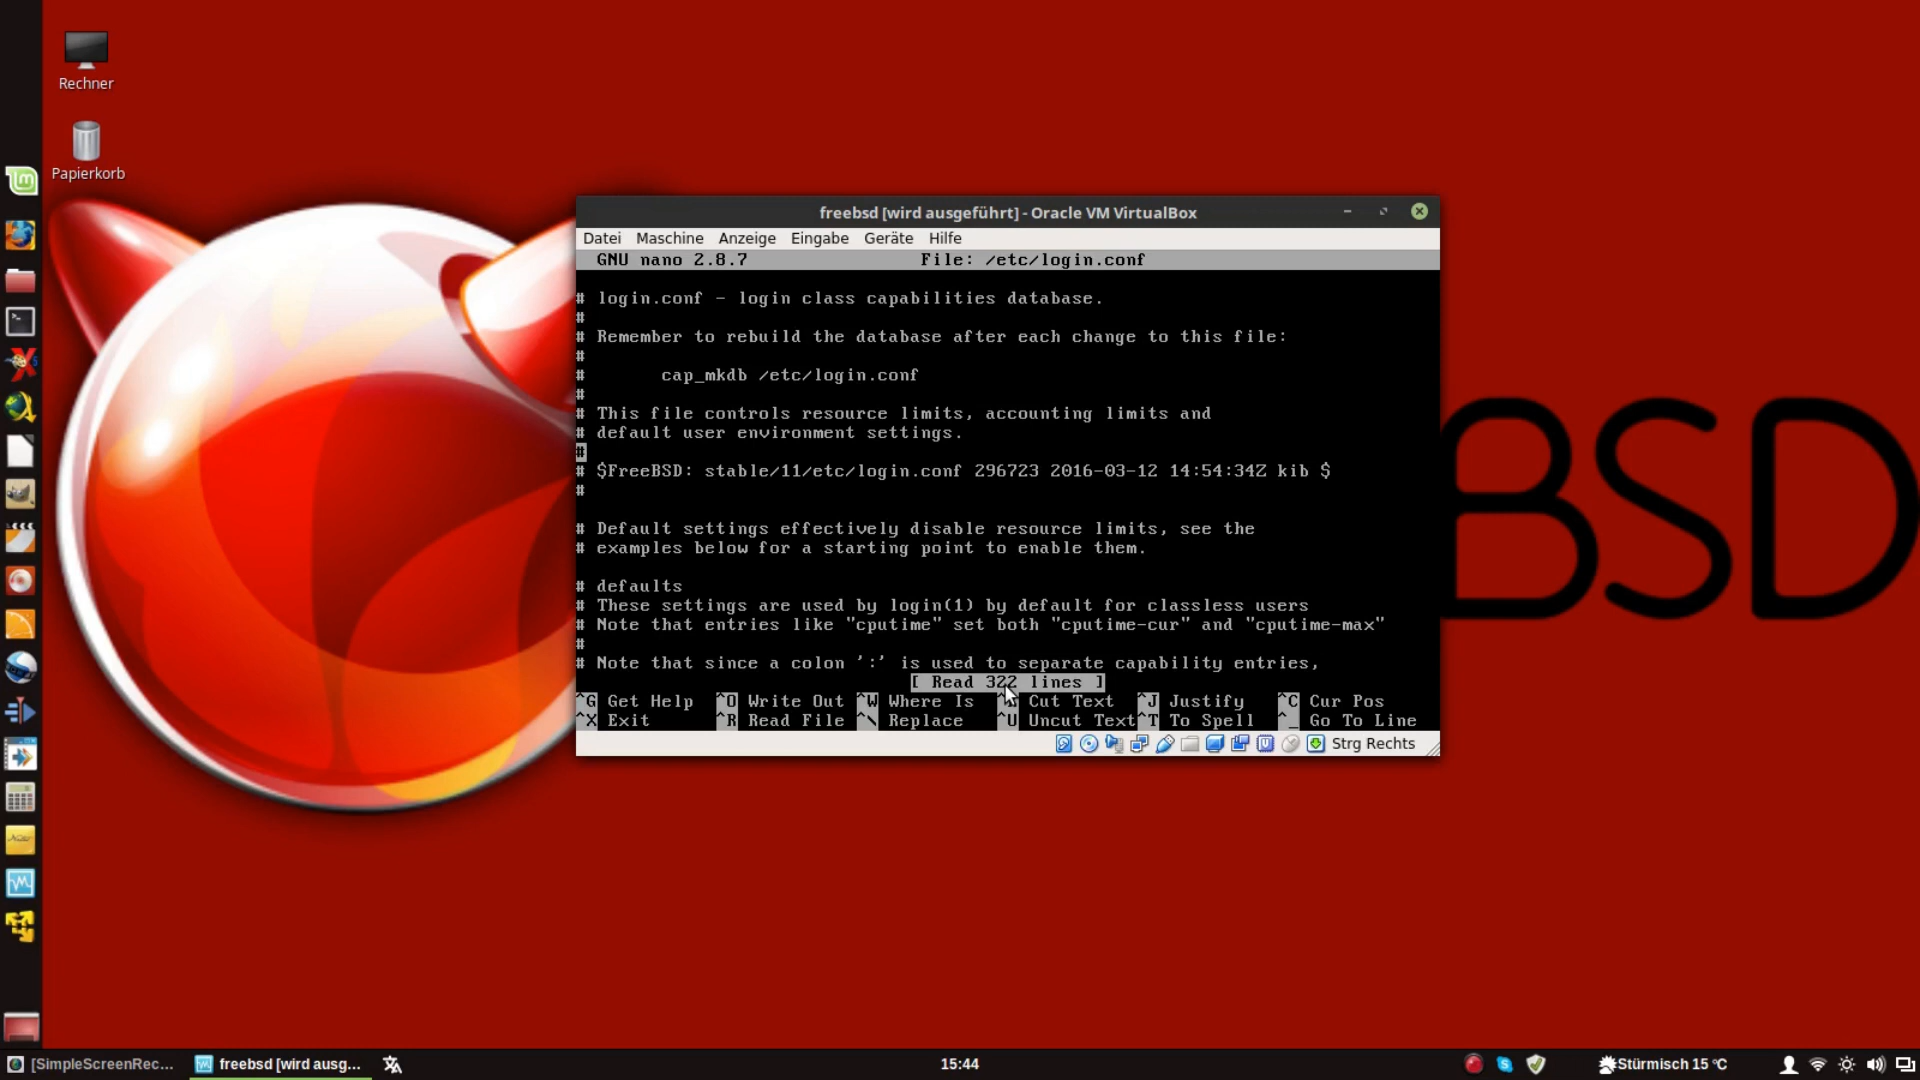 Rechner
Papierkorb
BSD
freebsd [wird ausgeführt] - Oracle VM VirtualBox
Datei Maschine Anzeige Eingabe Geräte Hilfe
GNU nano 2.8.7 File: /etc/login.conf
# login.conf - login class capabilities database.
#
# Remember to rebuild the database after each change to this file:
#
# cap_mkdb /etc/login.conf
#
# This file controls resource limits, accounting limits and
# default user environment settings.
#
# $FreeBSD: stable/11/etc/login.conf 296723 2016-03-12 14:54:34Z kib $
#
# Default settings effectively disable resource limits, see the
# examples below for a starting point to enable them.
# defaults
# These settings are used by login(1) by default for classless users
# Note that entries like "cputime" set both "cputime-cur" and "cputime-max"
#
# Note that since a colon ':' is used to separate capability entries,
[ Read 322 lines ]
^G Get Help ^O Write Out ^W Where Is Cut Text ^J Justify ^C Cur Pos
^X Exit ^R Read File ^\ Replace ^U Uncut Text ^T To Spell ^_ Go To Line
Strg Rechts
[SimpleScreenRec... freebsd [wird ausg... 15:44 Stürmisch 15 °C